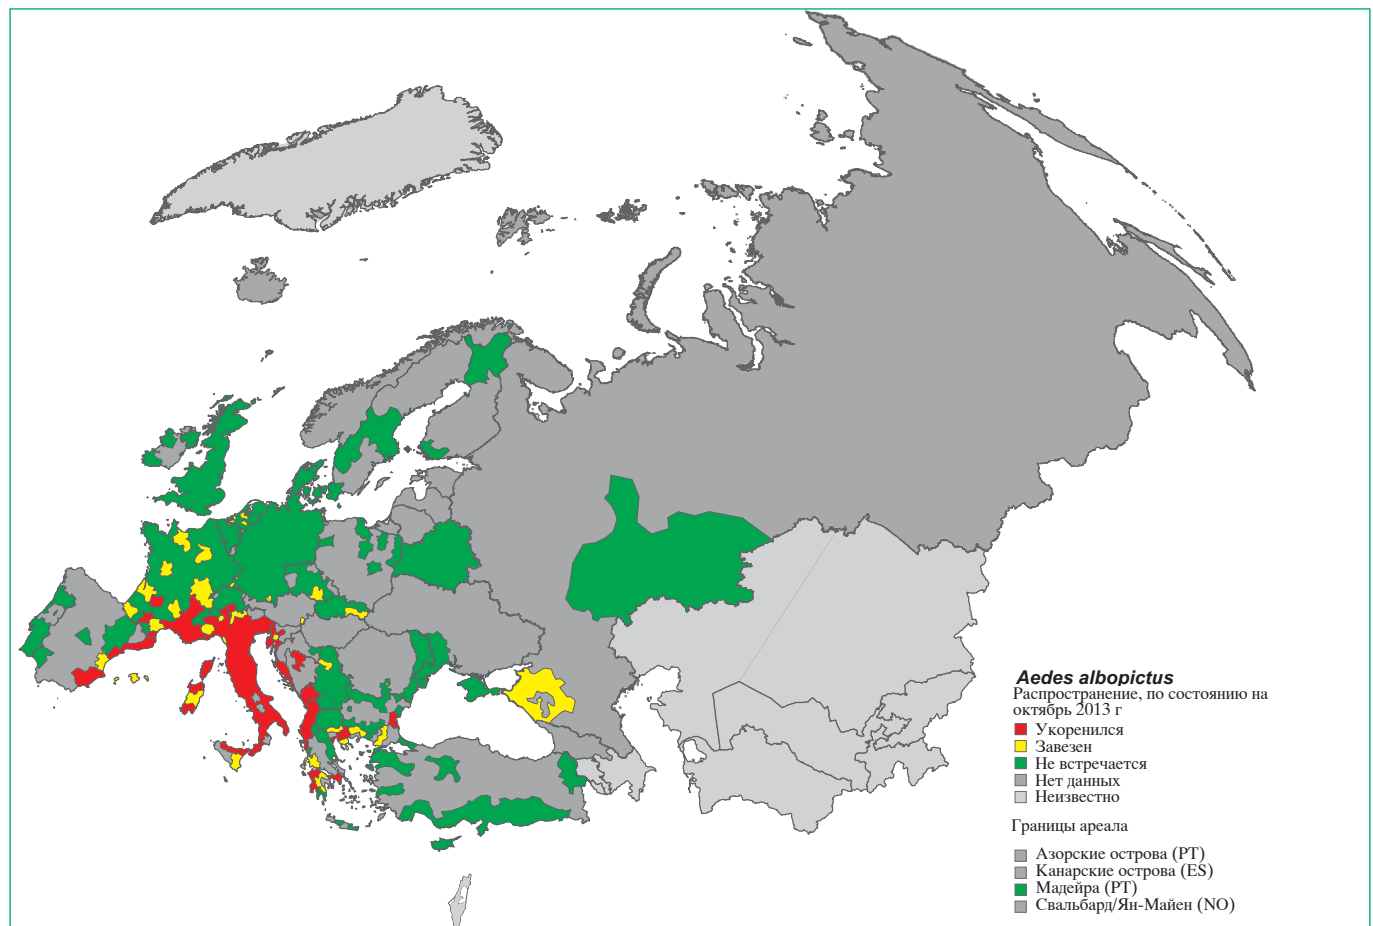 Aedes albopictus
Распространение, по состоянию на
октябрь 2013 г
Укоренился
Завезен
Не встречается
Нет данных
Неизвестно
Границы ареала
Азорские острова (PT)
Канарские острова (ES)
Мадейра (PT)
Свальбард/Ян-Майен (NO)